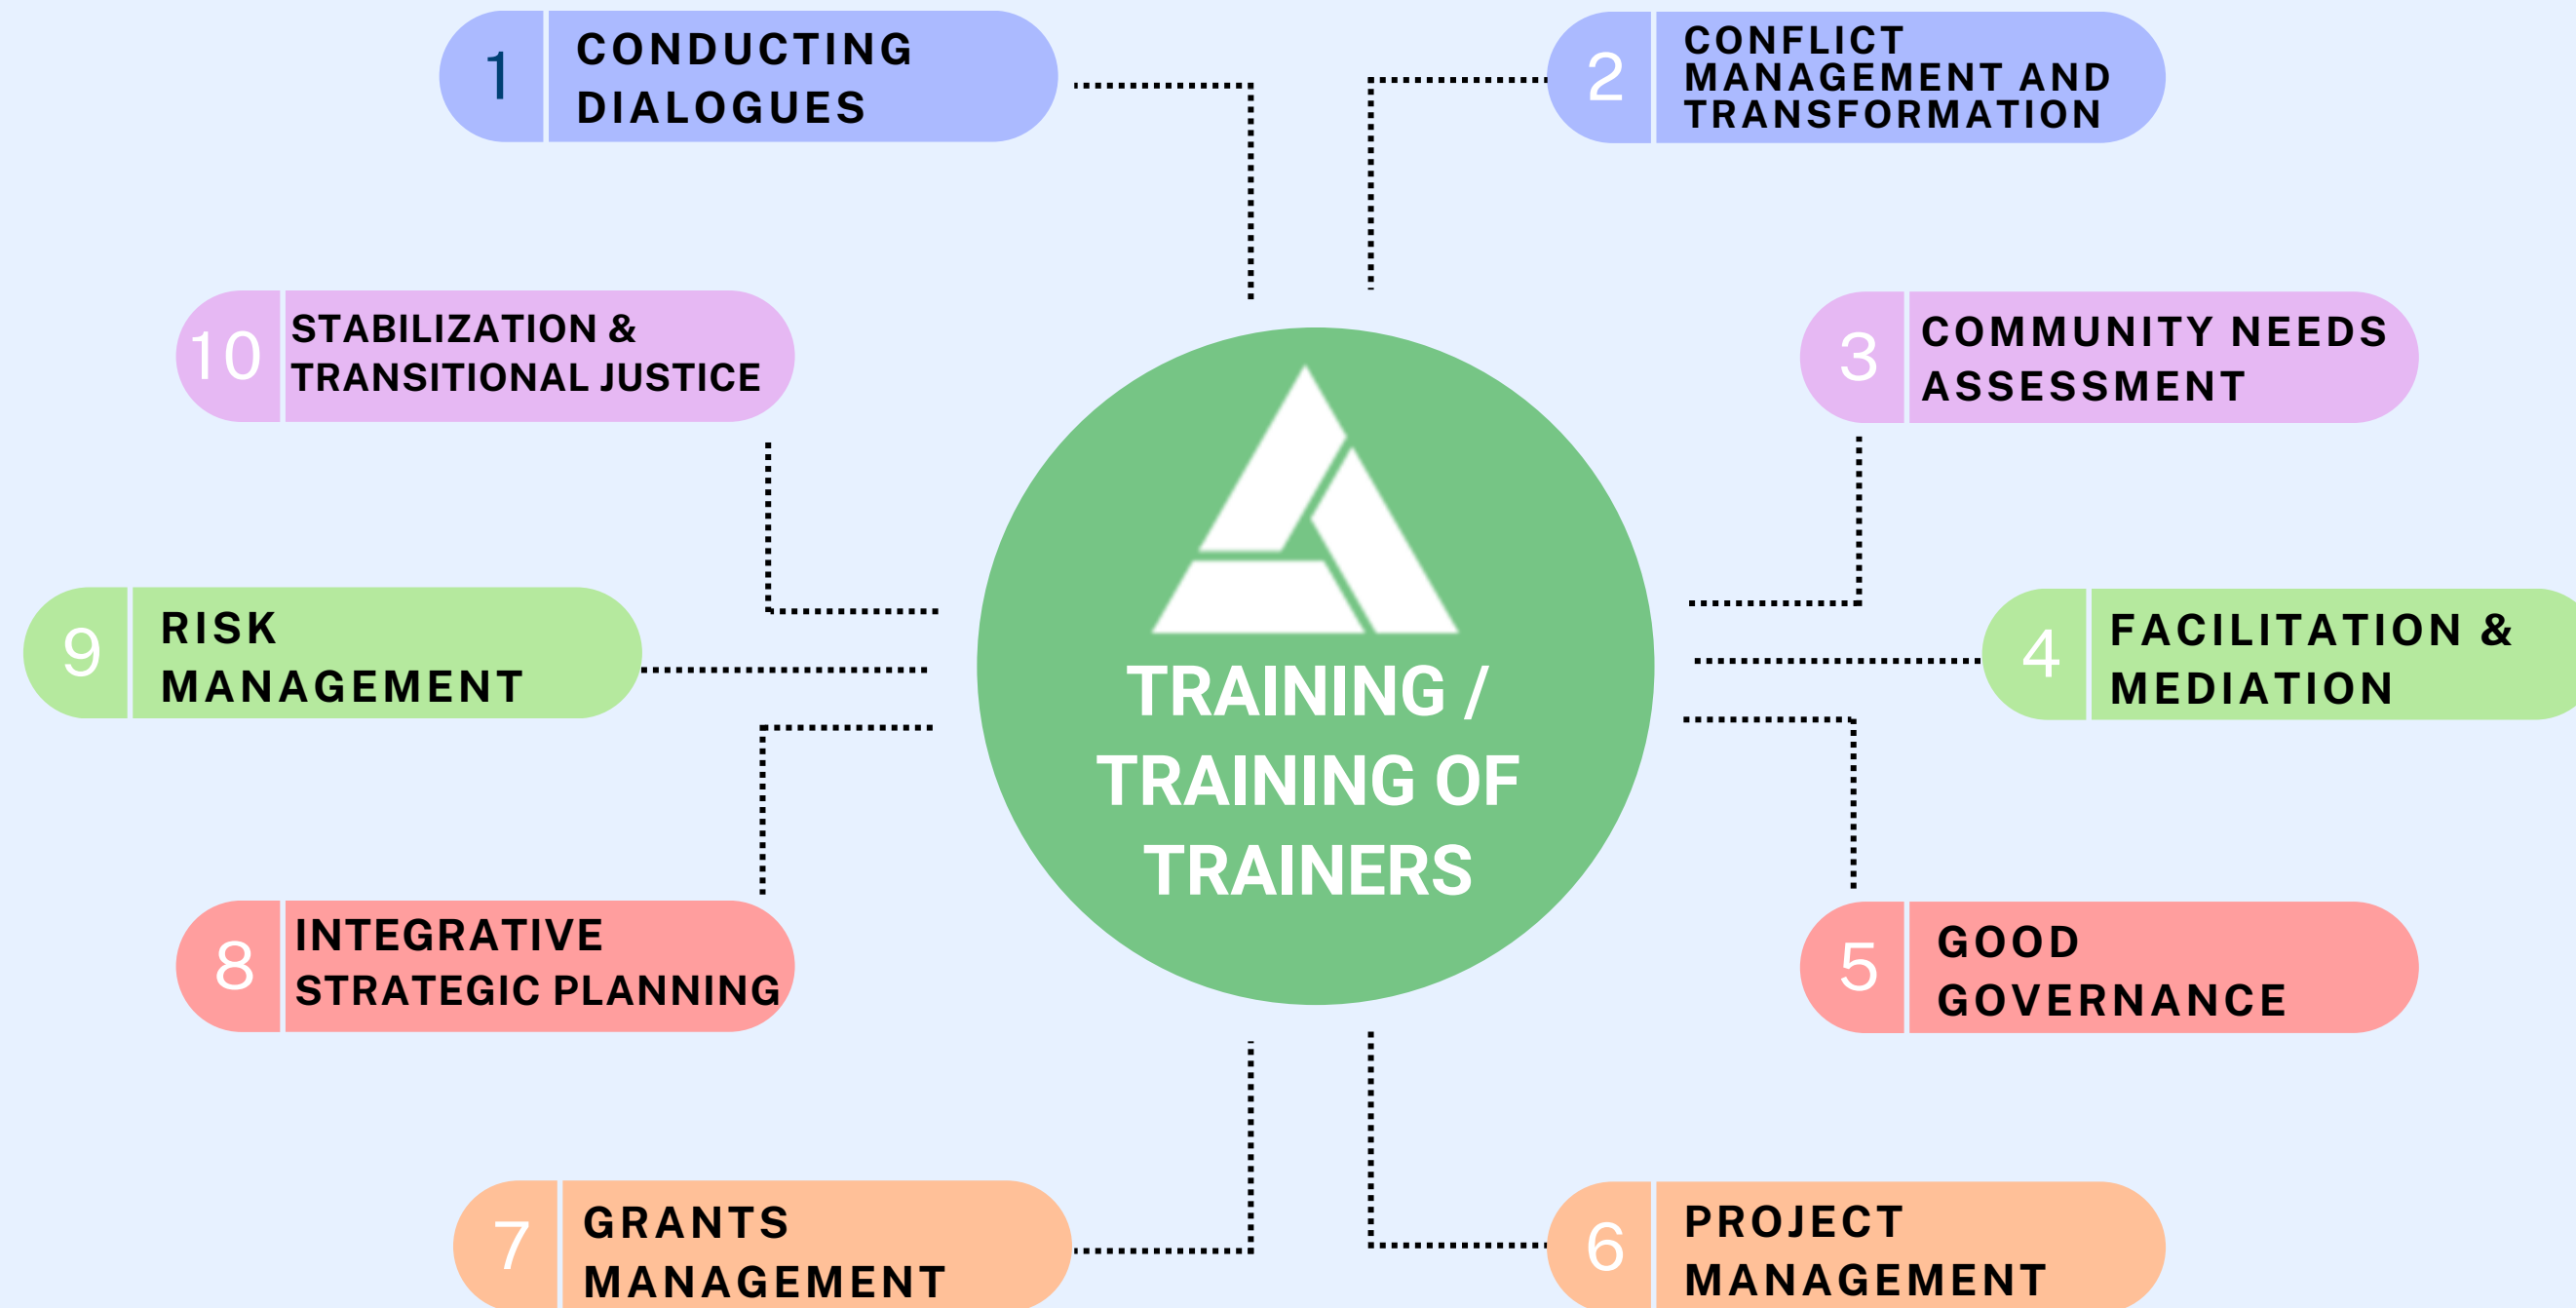 1
CONDUCTING
DIALOGUES
2
CONFLICT
MANAGEMENT AND
TRANSFORMATION
10
STABILIZATION &
TRANSITIONAL JUSTICE
3
COMMUNITY NEEDS
ASSESSMENT
TRAINING /
TRAINING OF
TRAINERS
9
RISK
MANAGEMENT
4
FACILITATION &
MEDIATION
8
INTEGRATIVE
STRATEGIC PLANNING
5
GOOD
GOVERNANCE
7
GRANTS
MANAGEMENT
6
PROJECT
MANAGEMENT